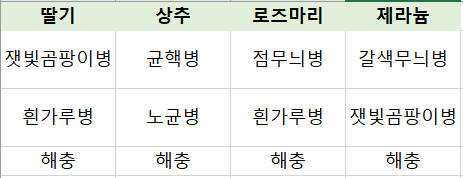 딸기 상추 로즈마리 제라늄
잿빛곰팡이병 균핵병 점무늬병 갈색무늬병
흰가루병 노균병 흰가루병 잿빛곰팡이병
해충 해충 해충 해충